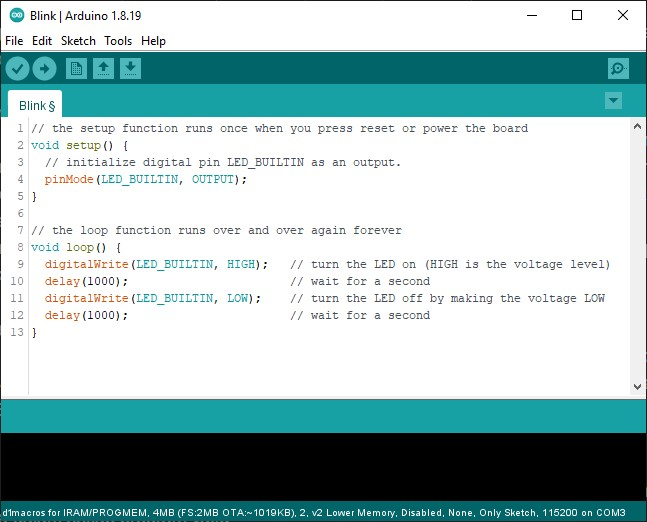 Blink | Arduino 1.8.19
File Edit Sketch Tools Help
Blink §
1 // the setup function runs once when you press reset or power the board
2 void setup() {
3   // initialize digital pin LED_BUILTIN as an output.
4   pinMode(LED_BUILTIN, OUTPUT);
5 }
6
7 // the loop function runs over and over again forever
8 void loop() {
9   digitalWrite(LED_BUILTIN, HIGH);   // turn the LED on (HIGH is the voltage level)
10   delay(1000);                       // wait for a second
11   digitalWrite(LED_BUILTIN, LOW);    // turn the LED off by making the voltage LOW
12   delay(1000);                       // wait for a second
13 }
d1macros for IRAM/PROGMEM, 4MB (FS:2MB OTA:~1019KB), 2, v2 Lower Memory, Disabled, None, Only Sketch, 115200 on COM3